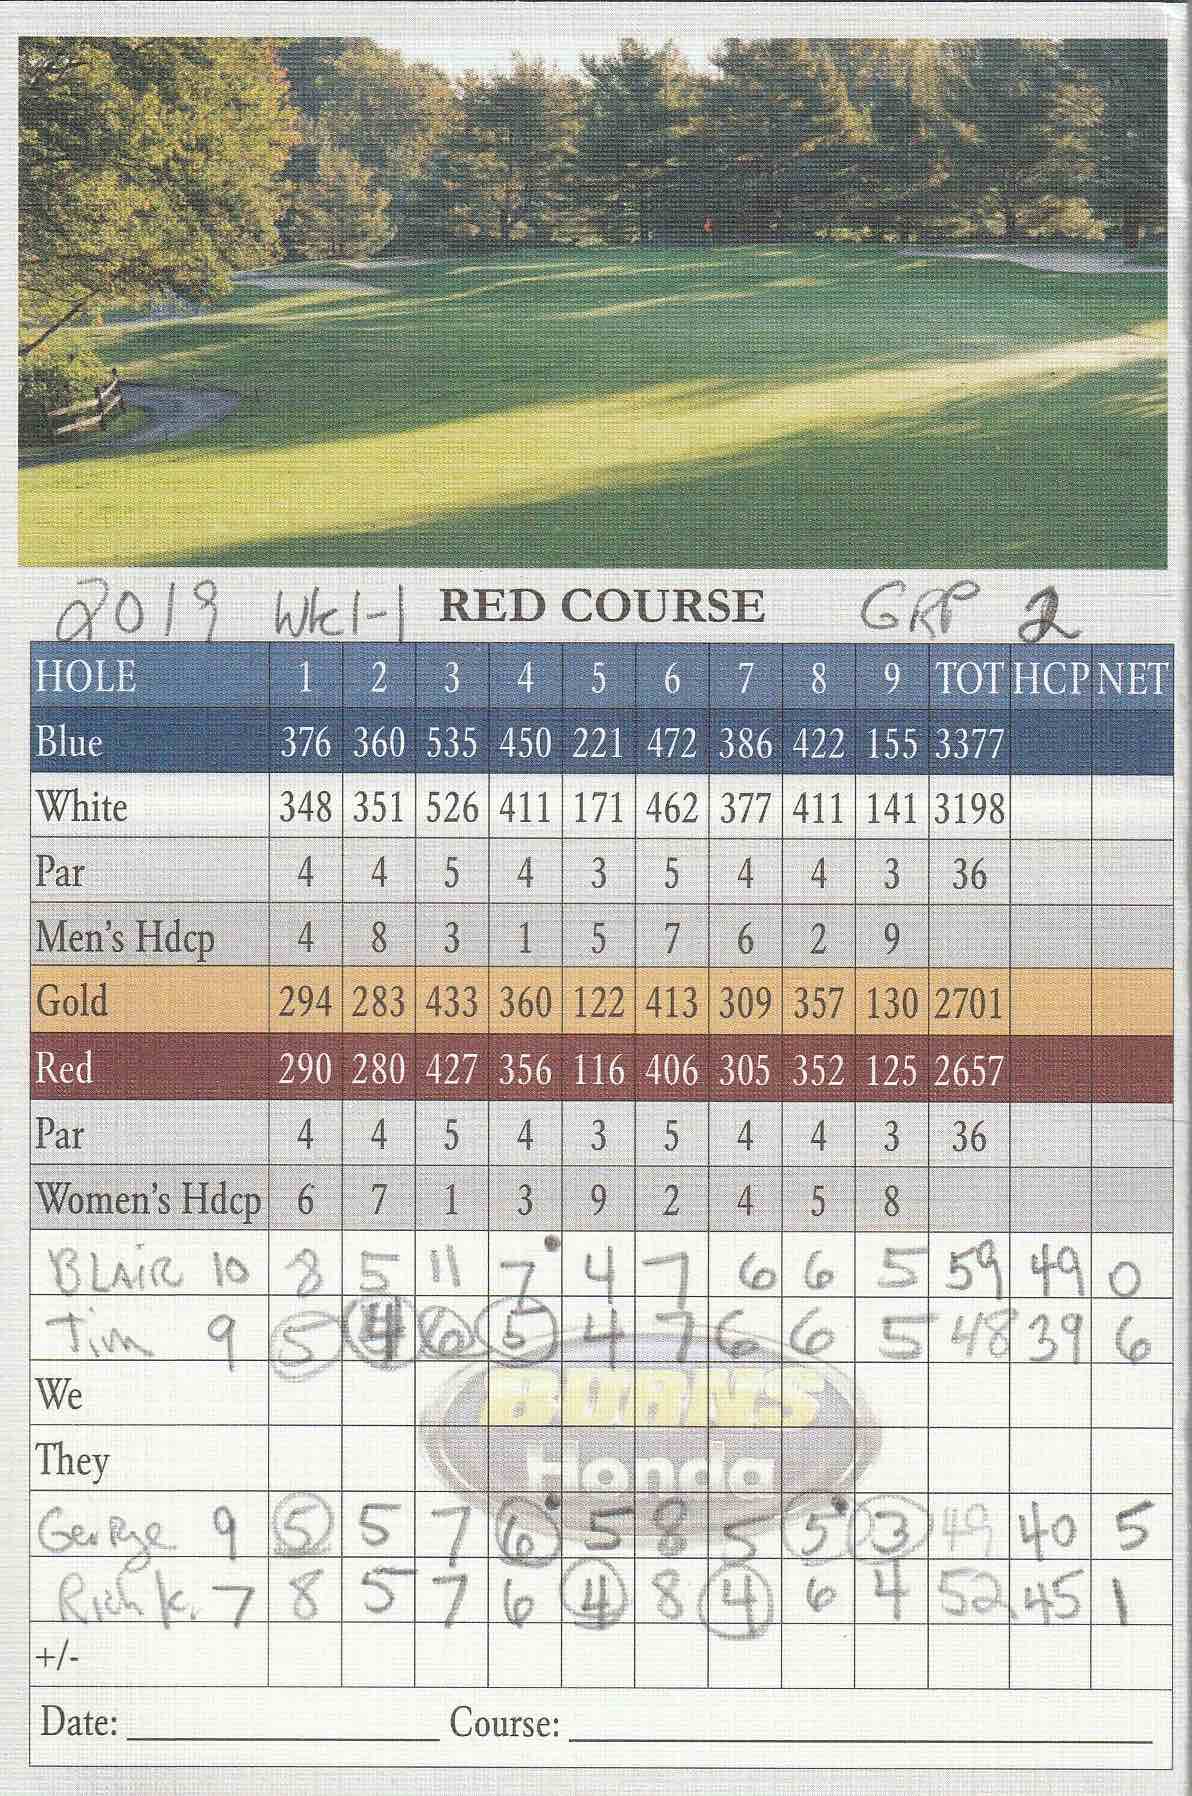 2019 Wk1-1 RED COURSE GRP 2
HOLE 1 2 3 4 5 6 7 8 9 TOT HCP NET
Blue 376 360 535 450 221 472 386 422 155 3377
White 348 351 526 411 171 462 377 411 141 3198
Par 4 4 5 4 3 5 4 4 3 36
Men's Hdcp 4 8 3 1 5 7 6 2 9
Gold 294 283 433 360 122 413 309 357 130 2701
Red 290 280 427 356 116 406 305 352 125 2657
Par 4 4 5 4 3 5 4 4 3 36
Women's Hdcp 6 7 1 3 9 2 4 5 8
BLAIR 10 8 5 11 7 4 7 6 6 5 59 49 0
Tim 9 5 4 6 5 4 7 6 6 5 48 39 6
We
BURNS
They
Honda
George 9 5 5 7 6 5 8 5 5 3 49 40 5
Rich K. 7 8 5 7 6 4 8 4 6 4 52 45 1
+/-
Date: Course: